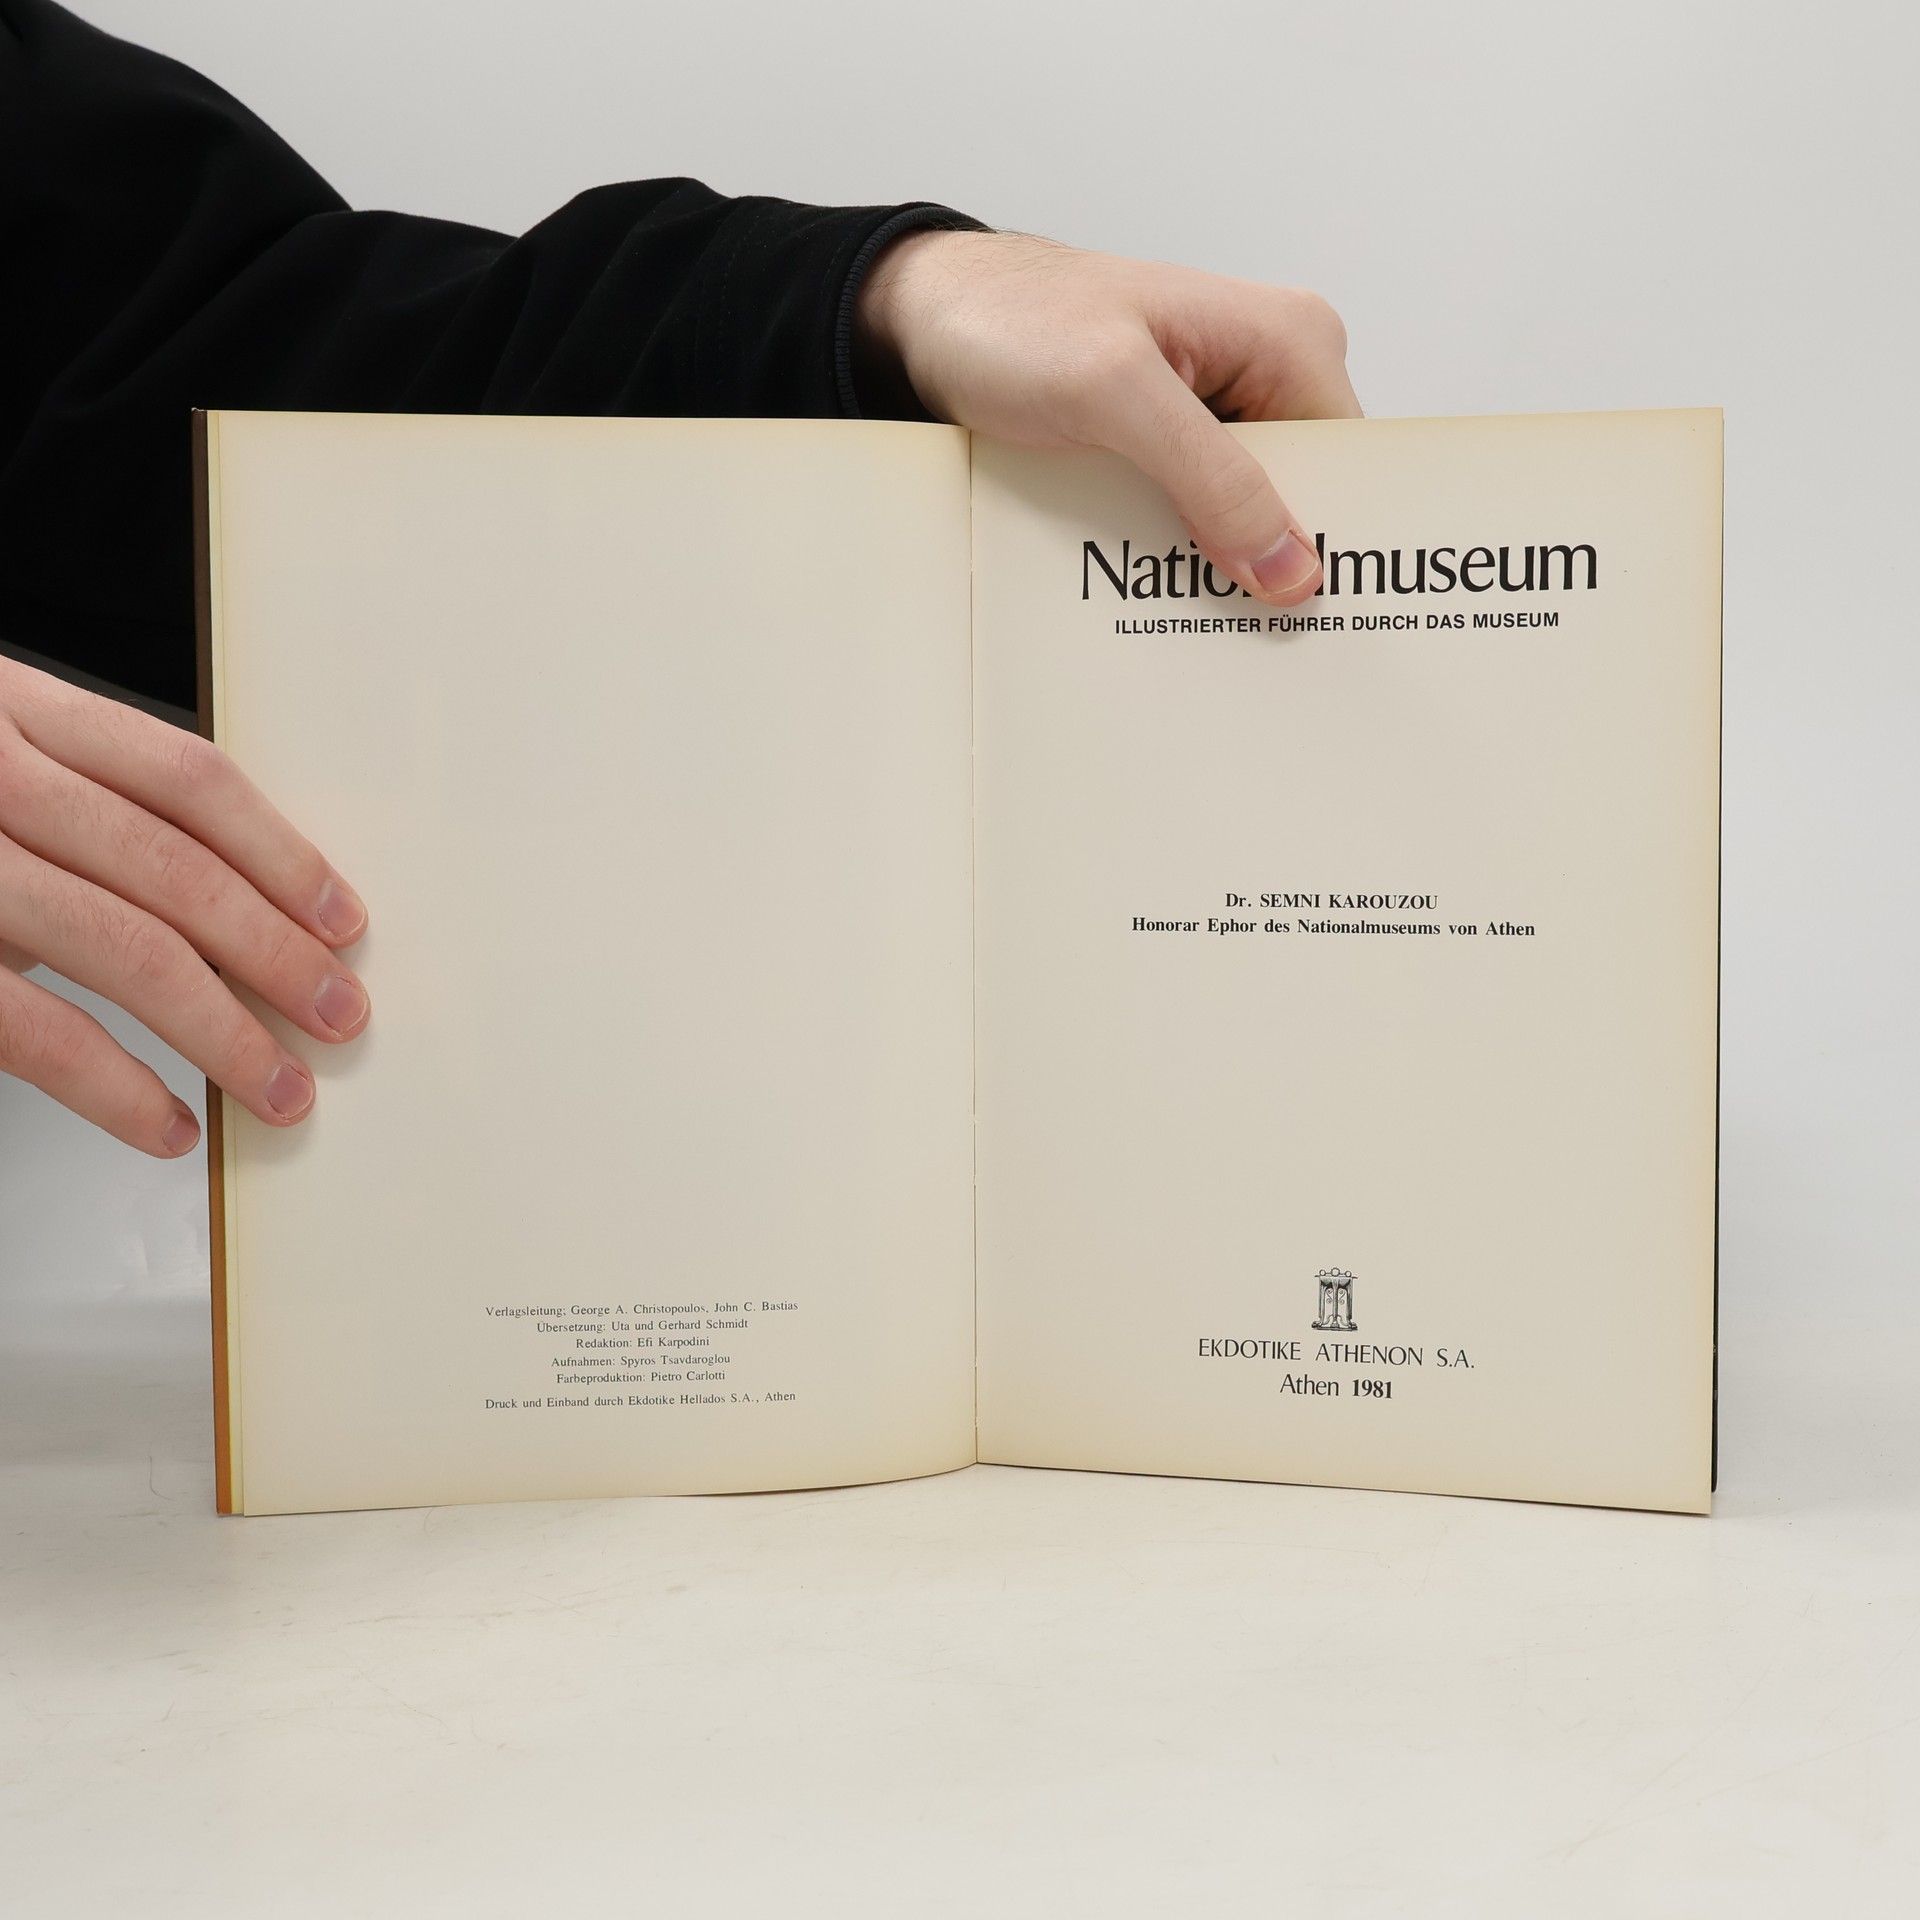 Verlagsleitung: George A. Christopoulos, John C. Bastias
Übersetzung: Uta und Gerhard Schmidt
Redaktion: Efi Karpodini
Aufnahmen: Spyros Tsavdaroglou
Farbeproduktion: Pietro Carlotti
Druck und Einband durch Ekdotike Hellados S.A., Athen
Nationalmuseum
ILLUSTRIERTER FÜHRER DURCH DAS MUSEUM
Dr. SEMNI KAROUZOU
Honorar Ephor des Nationalmuseums von Athen
EKDOTIKE ATHENON S.A.
Athen 1981